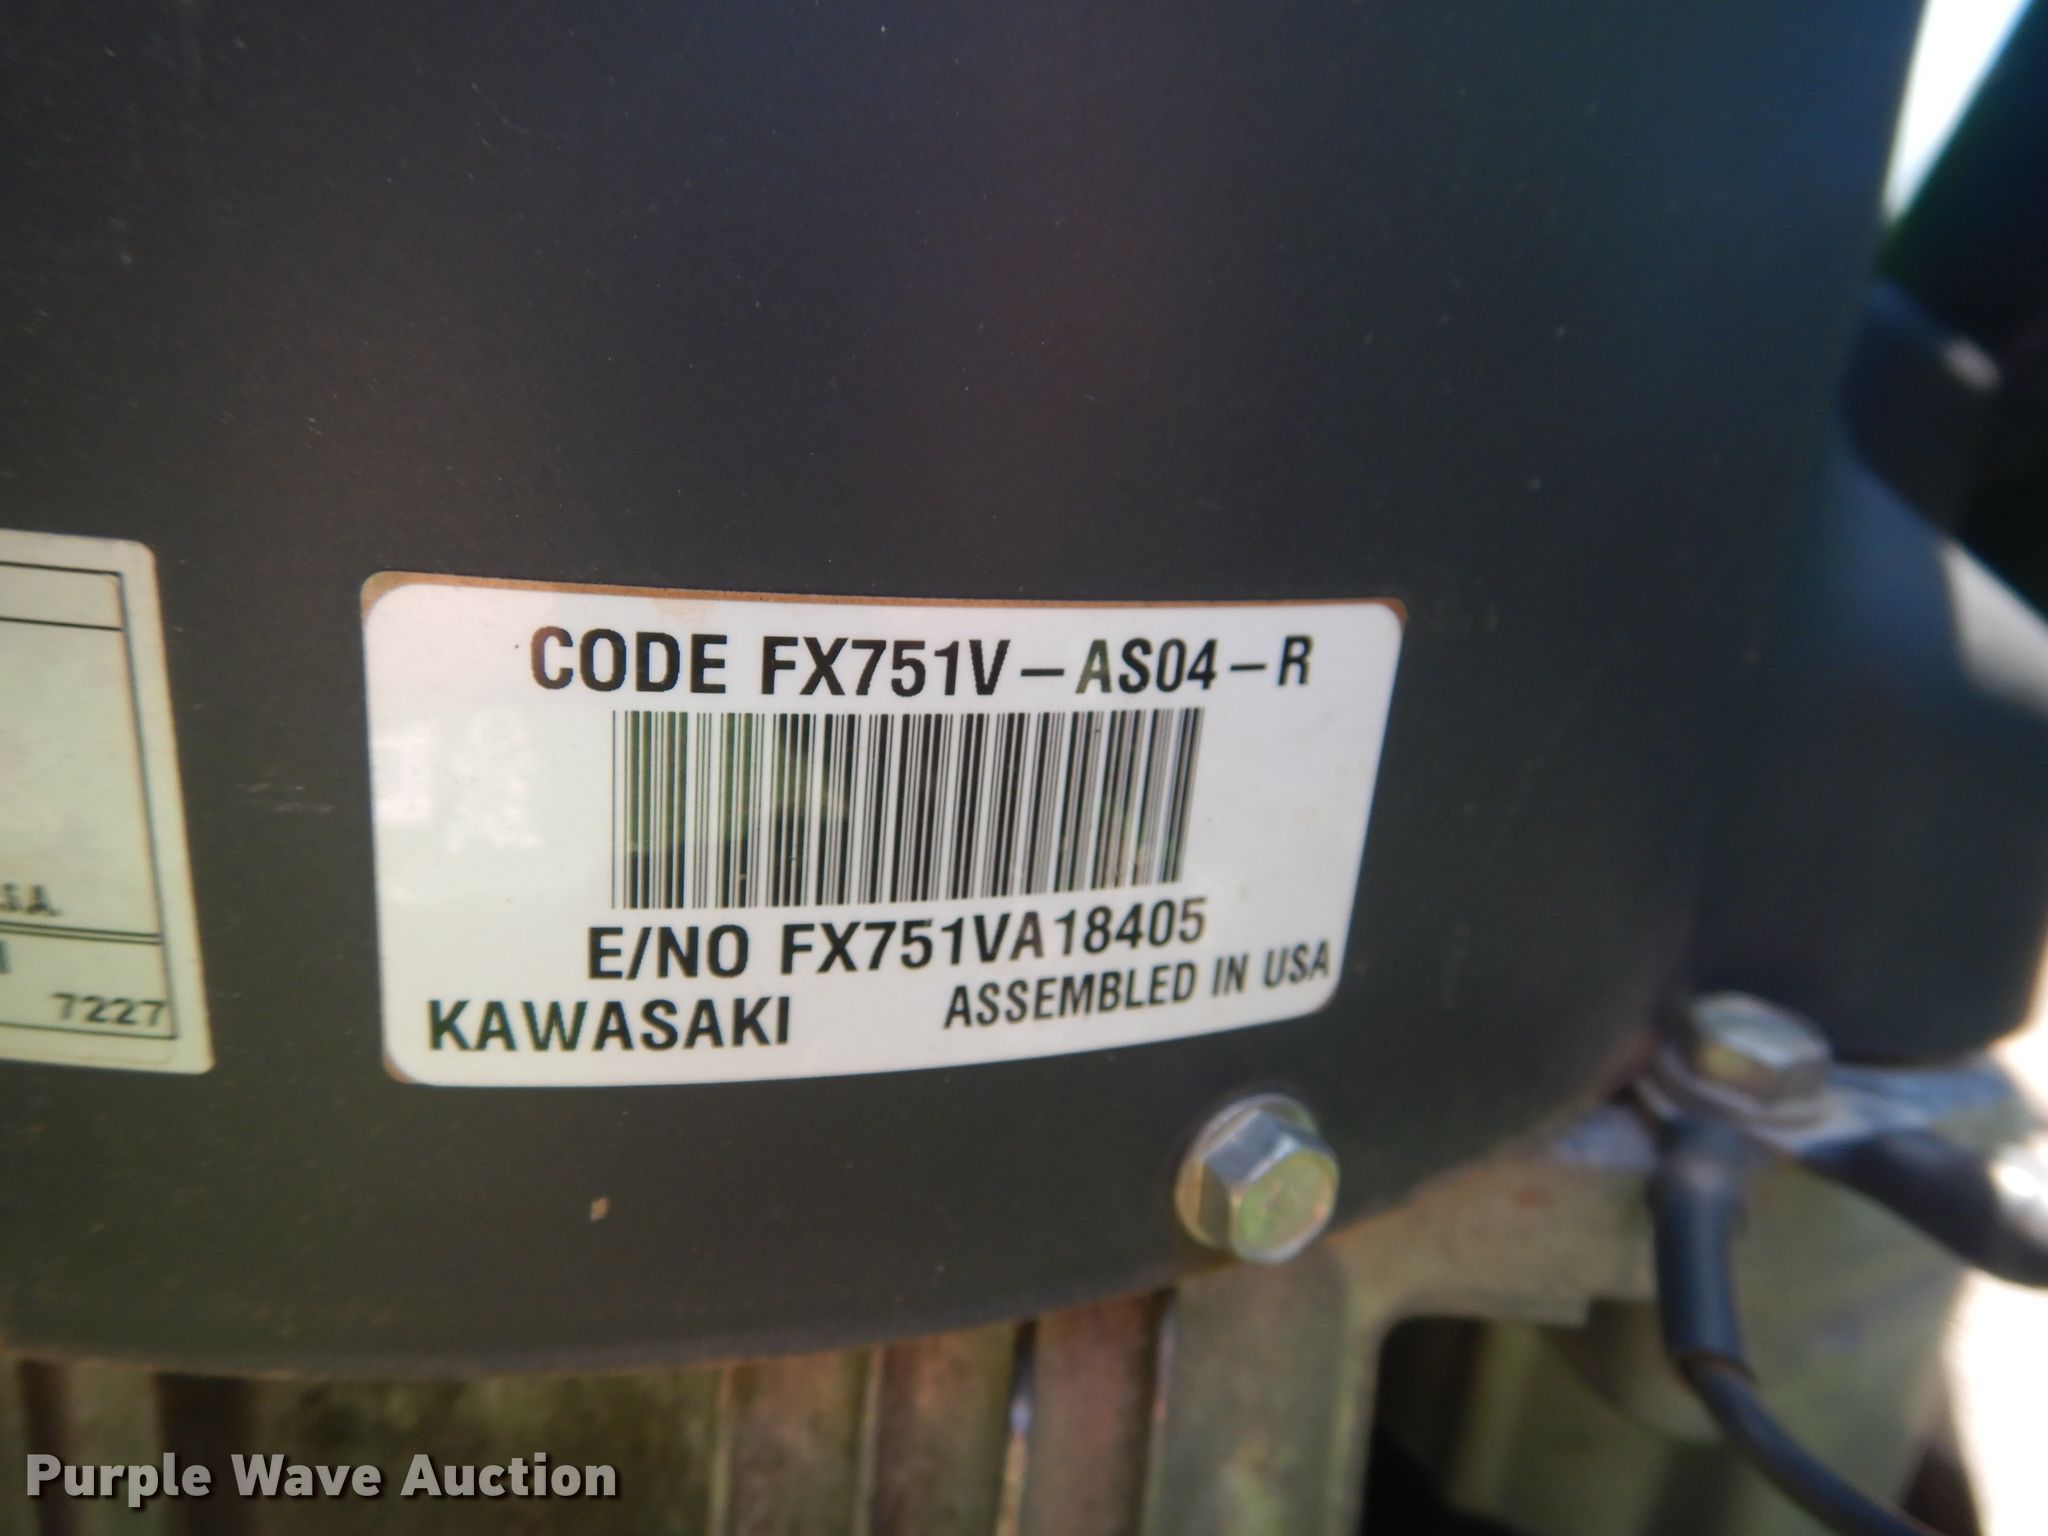 CODE FX751V-AS04-R
E/NO FX751VA18405
KAWASAKI ASSEMBLED IN USA
7227
Purple Wave Auction